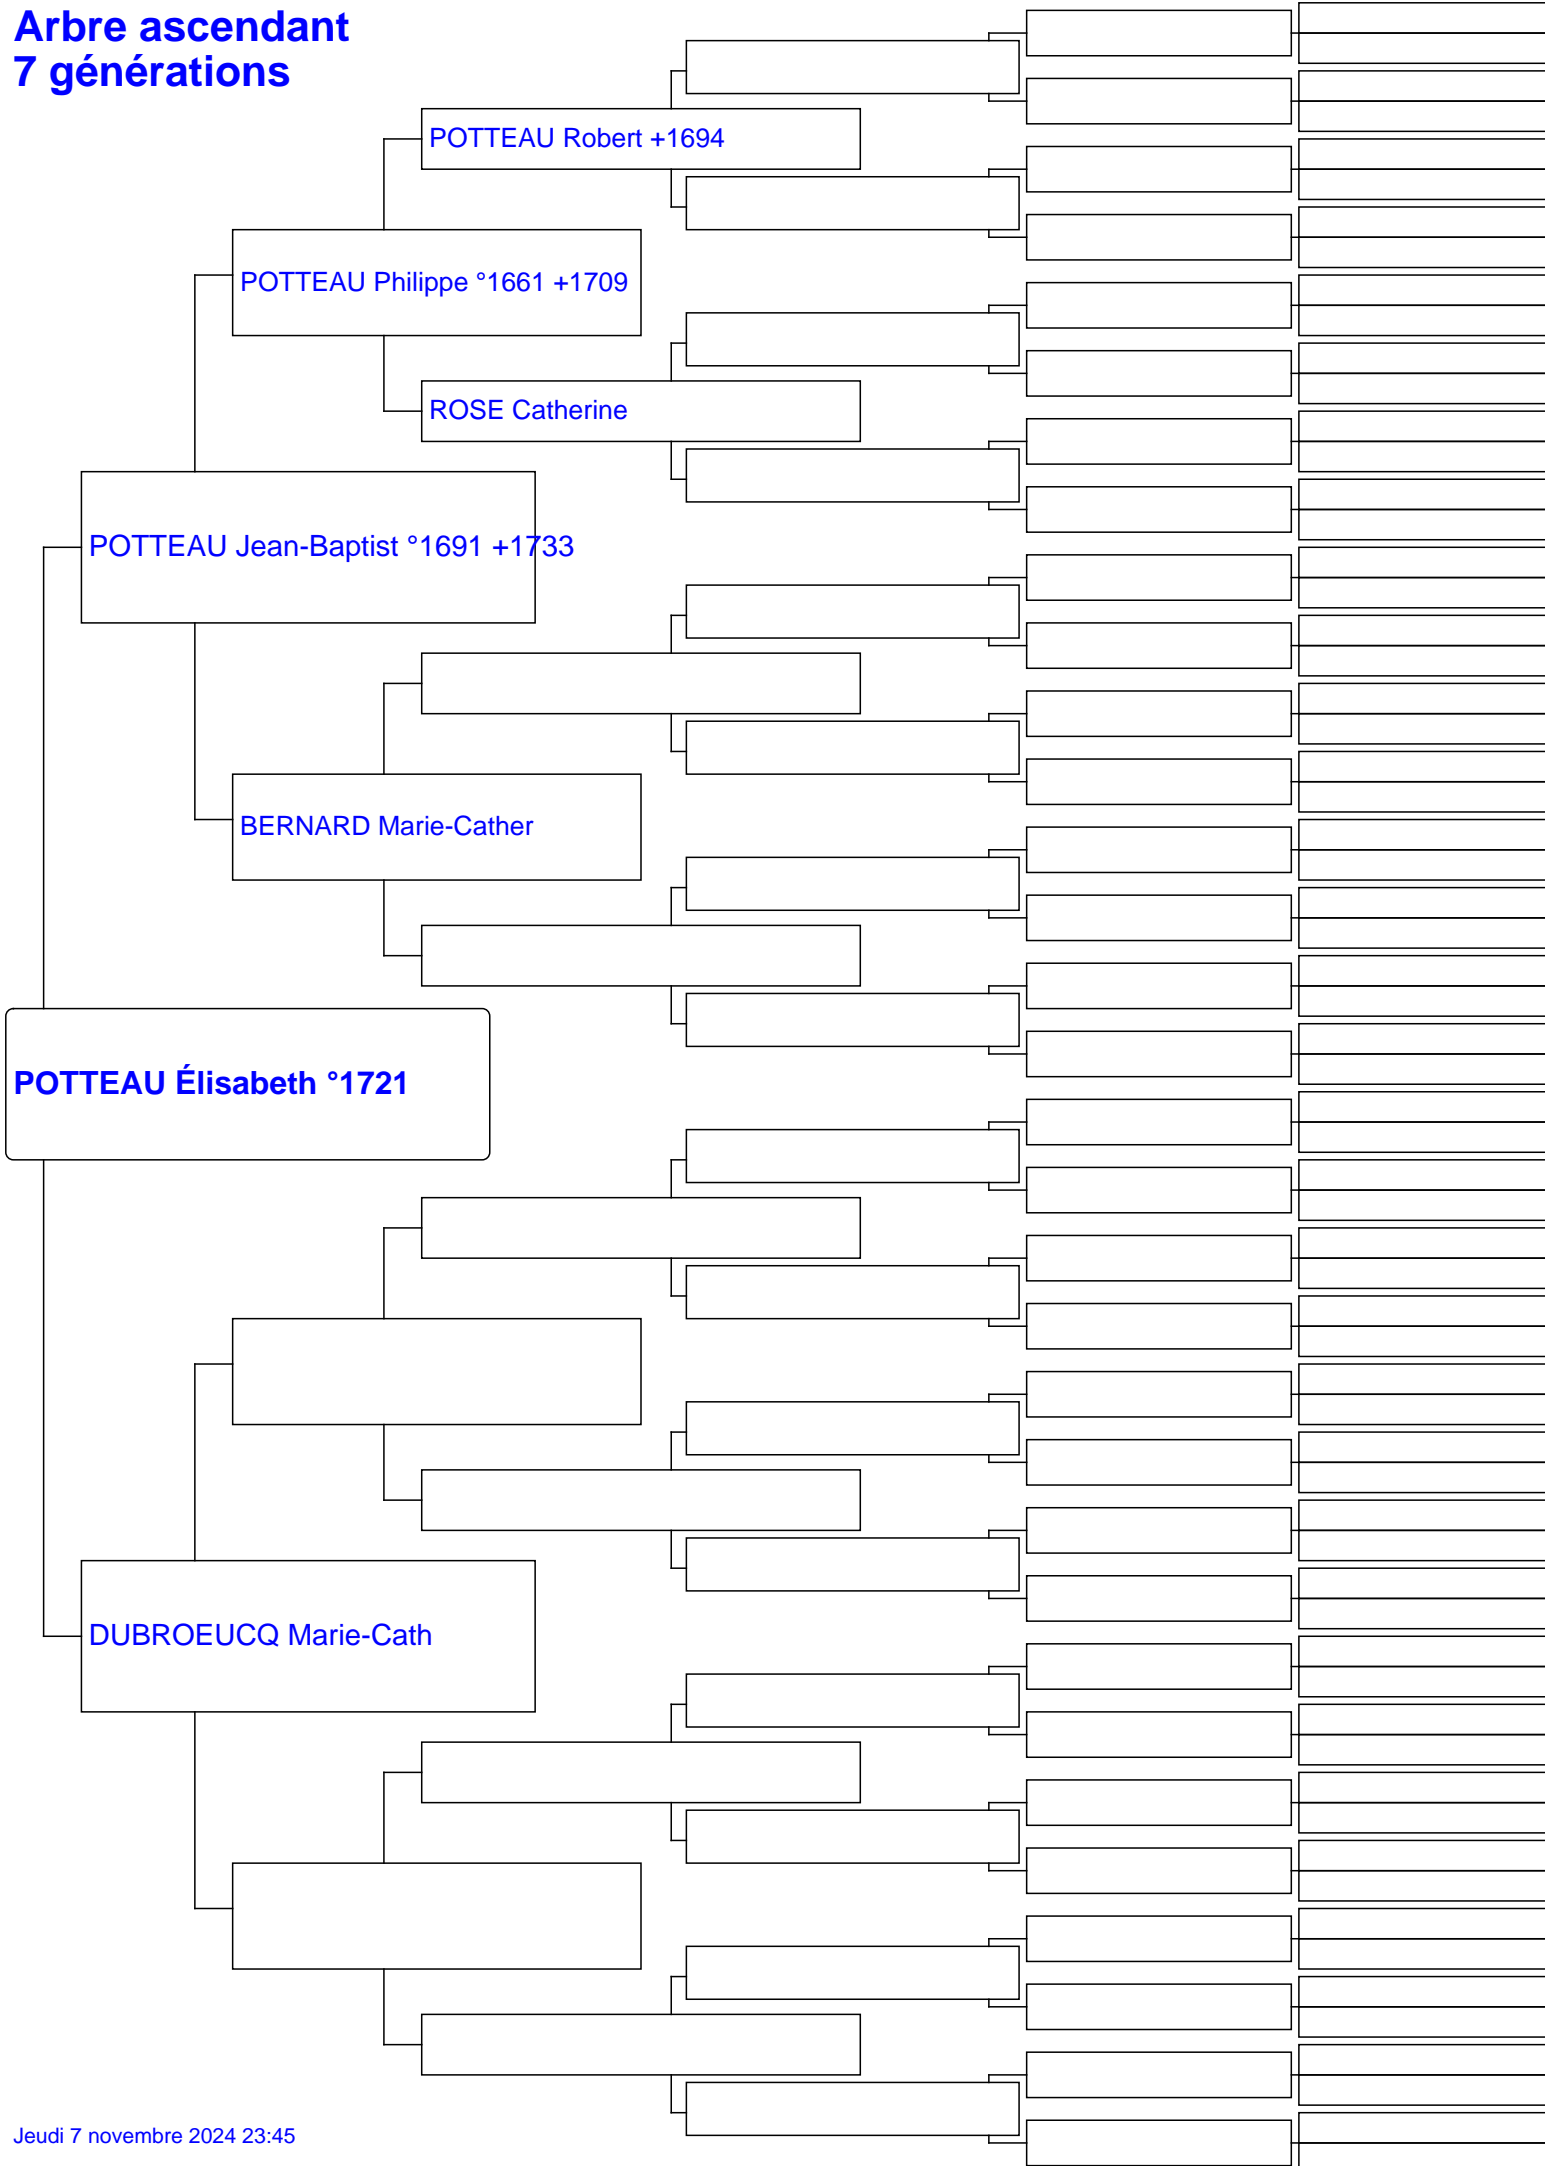 Arbre ascendant
7 générations
POTTEAU Robert +1694
POTTEAU Philippe °1661 +1709
ROSE Catherine
POTTEAU Jean-Baptist °1691 +1733
BERNARD Marie-Cather
POTTEAU Élisabeth °1721
DUBROEUCQ Marie-Cath
Jeudi 7 novembre 2024 23:45